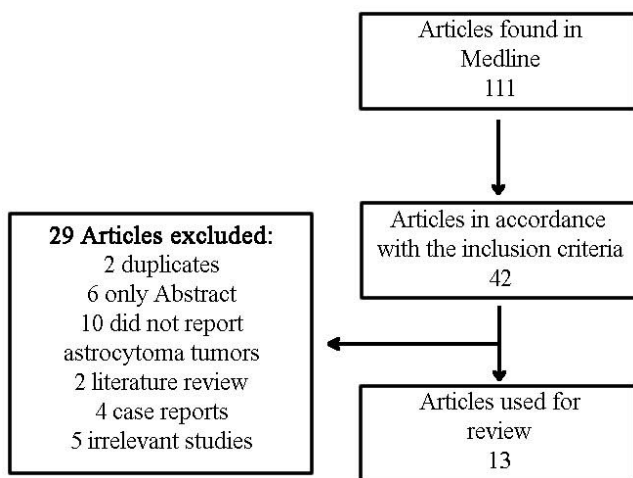 Articles found in
Medline
111
Articles in accordance
with the inclusion criteria
42
29 Articles excluded:
2 duplicates
6 only Abstract
10 did not report
astrocytoma tumors
2 literature review
4 case reports
5 irrelevant studies
Articles used for
review
13